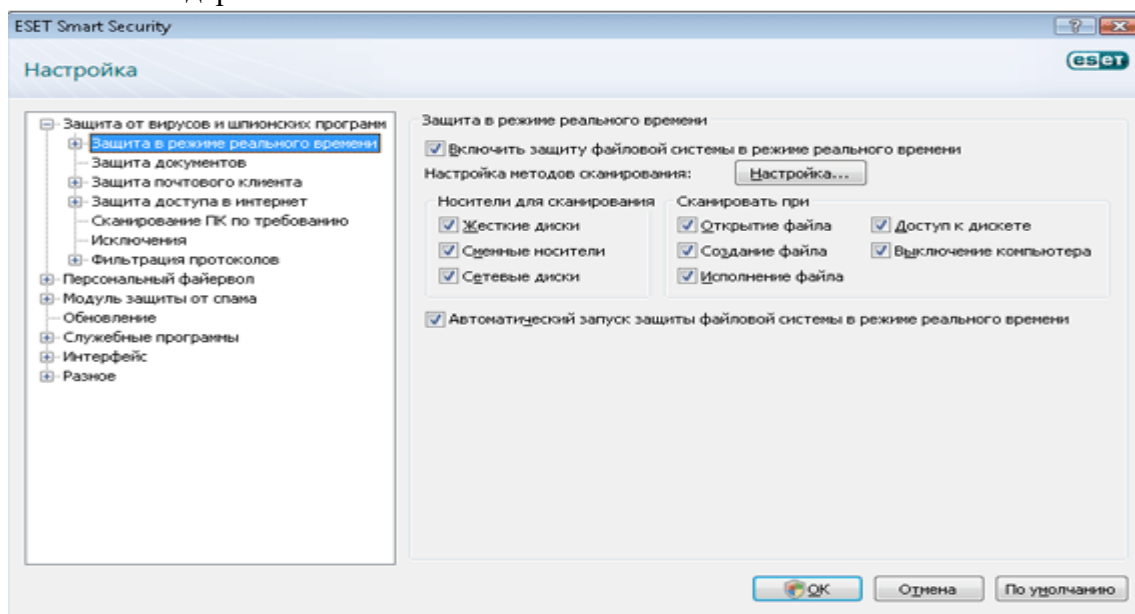 ESET Smart Security
Настройка
eset
Защита от вирусов и шпионских программ
Защита в режиме реального времени
Защита документов
Защита почтового клиента
Защита доступа в интернет
Сканирование ПК по требованию
Исключения
Фильтрация протоколов
Персональный файервол
Модуль защиты от спама
Обновление
Служебные программы
Интерфейс
Разное
Защита в режиме реального времени
Включить защиту файловой системы в режиме реального времени
Настройка методов сканирования: Настройка...
Носители для сканирования
Жесткие диски
Сменные носители
Сетевые диски
Сканировать при
Открытие файла
Создание файла
Исполнение файла
Доступ к дискете
Выключение компьютера
Автоматический запуск защиты файловой системы в режиме реального времени
OK Отмена По умолчанию